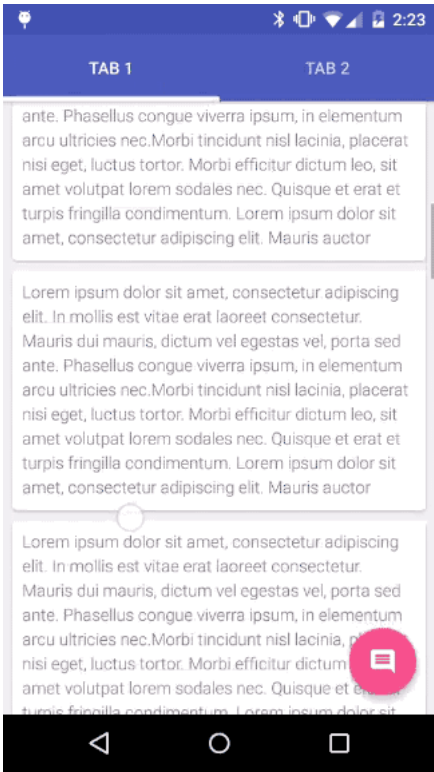 2:23
TAB 1
TAB 2
ante. Phasellus congue viverra ipsum, in elementum
arcu ultricies nec.Morbi tincidunt nisl lacinia, placerat
nisi eget, luctus tortor. Morbi efficitur dictum leo, sit
amet volutpat lorem sodales nec. Quisque et erat et
turpis fringilla condimentum. Lorem ipsum dolor sit
amet, consectetur adipiscing elit. Mauris auctor
Lorem ipsum dolor sit amet, consectetur adipiscing
elit. In mollis est vitae erat laoreet consectetur.
Mauris dui mauris, dictum vel egestas vel, porta sed
ante. Phasellus congue viverra ipsum, in elementum
arcu ultricies nec.Morbi tincidunt nisl lacinia, placerat
nisi eget, luctus tortor. Morbi efficitur dictum leo, sit
amet volutpat lorem sodales nec. Quisque et erat et
turpis fringilla condimentum. Lorem ipsum dolor sit
amet, consectetur adipiscing elit. Mauris auctor
Lorem ipsum dolor sit amet, consectetur adipiscing
elit. In mollis est vitae erat laoreet consectetur.
Mauris dui mauris, dictum vel egestas vel, porta sed
ante. Phasellus congue viverra ipsum, in elementum
arcu ultricies nec.Morbi tincidunt nisl lacinia,
nisi eget, luctus tortor. Morbi efficitur dictum
amet volutpat lorem sodales nec. Quisque et
turpis fringilla condimentum. Lorem ipsum dolor sit